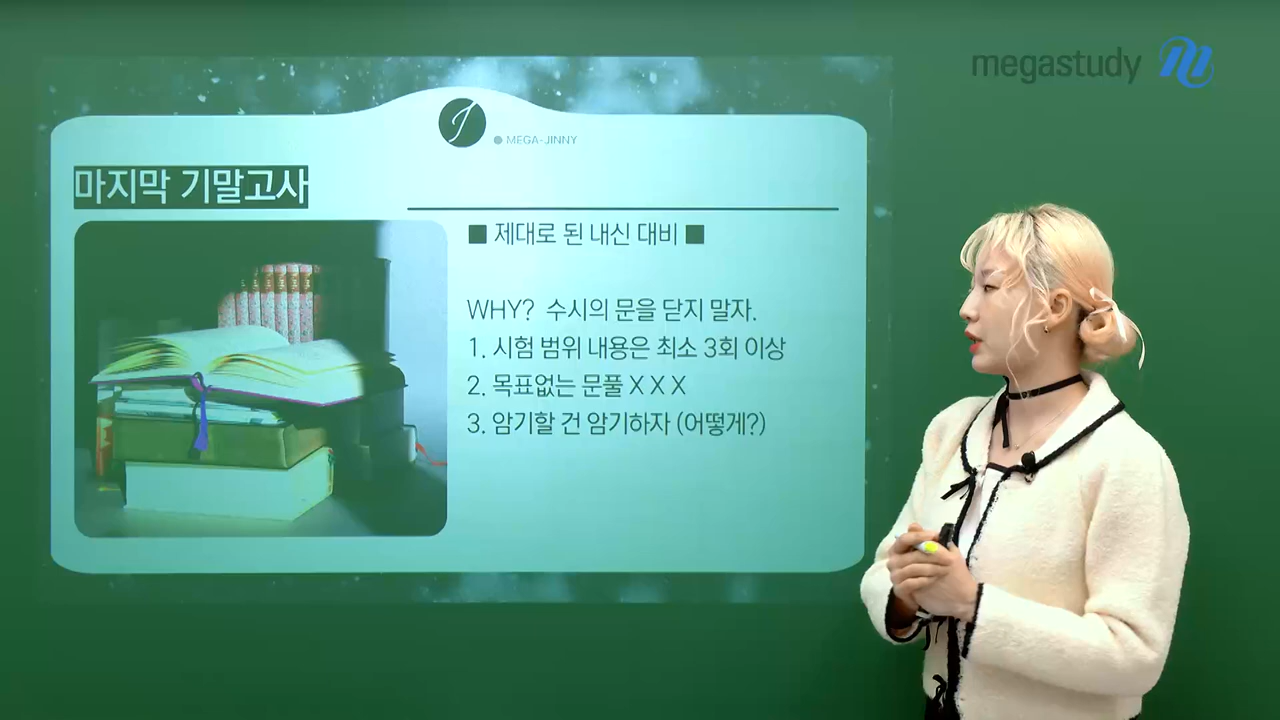 megastudy
J
MEGA-JINNY
마지막 기말고사
■ 제대로 된 내신 대비 ■
WHY? 수시의 문을 닫지 말자.
1. 시험 범위 내용은 최소 3회 이상
2. 목표없는 문풀 X X X
3. 암기할 건 암기하자 (어떻게?)